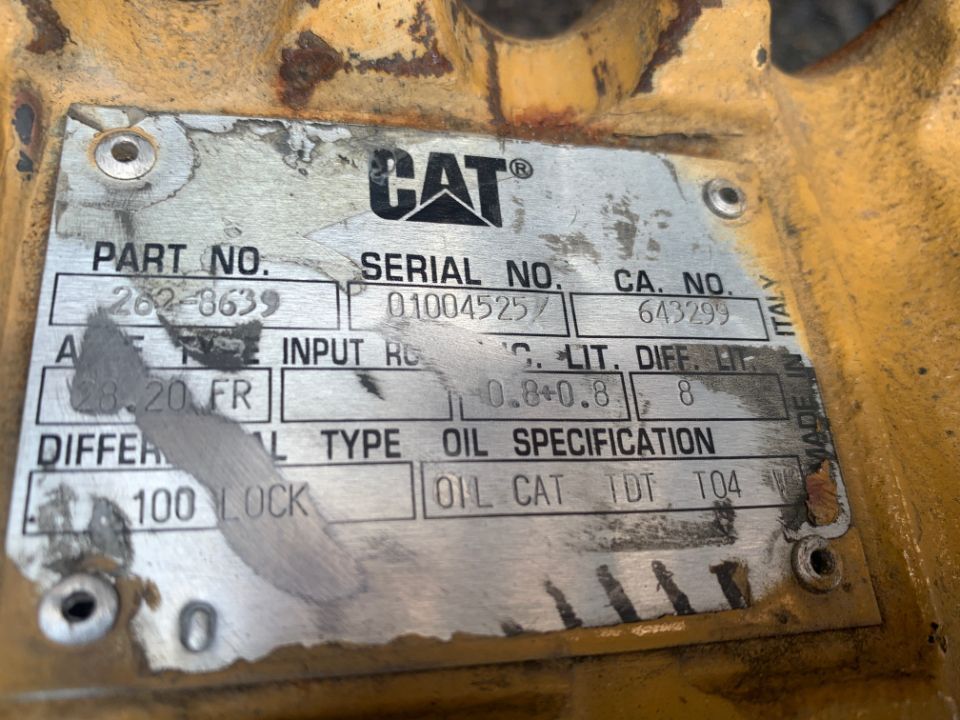 CAT®
PART NO. SERIAL NO. CA. NO.
262-8639 01004525/ 643299
INPUT LIT. DIFF. LIT.
28.20 FR 0.8+0.8 8
TYPE OIL SPECIFICATION
100 LOCK OIL CAT TDT TO4
MADE IN ITALY
0